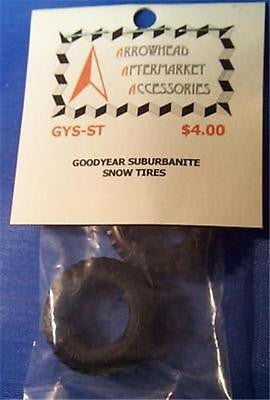 ARROWHEAD
AFTERMARKET
ACCESSORIES
GYS-ST $4.00
GOODYEAR SUBURBANITE
SNOW TIRES